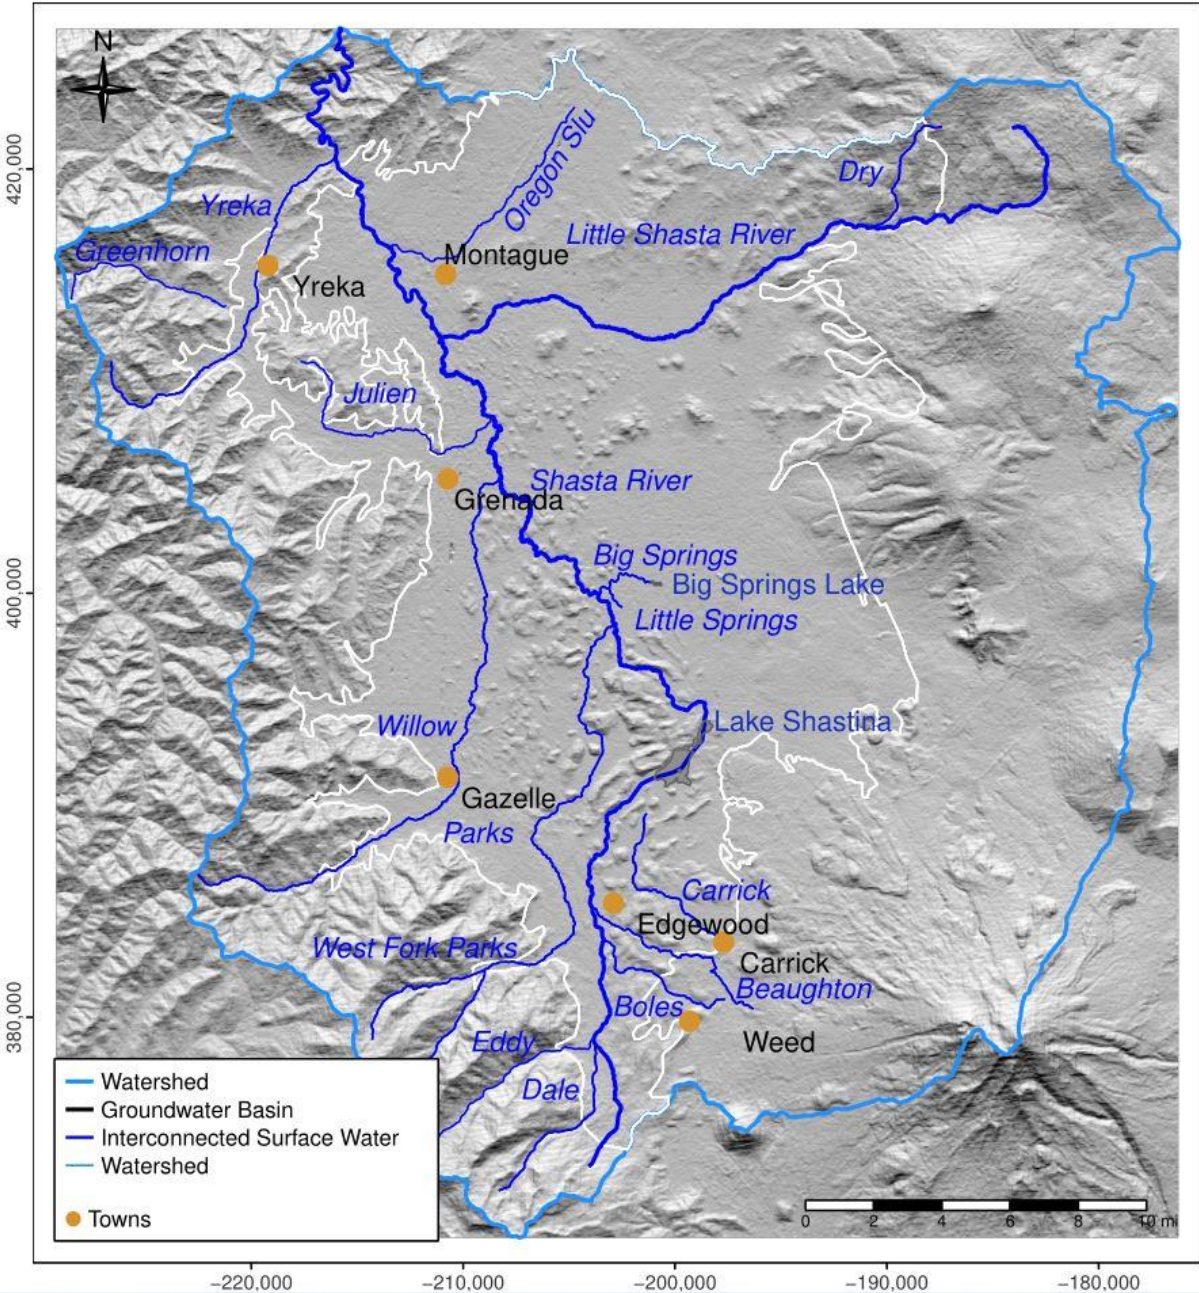 N
420,000
400,000
380,000
Oregon Slu
Dry
Yreka
Little Shasta River
Greenhorn
Montague
Yreka
Julien
Shasta River
Grenada
Big Springs
Big Springs Lake
Little Springs
Willow
Lake Shastina
Gazelle
Parks
Carrick
Edgewood
West Fork Parks
Carrick
Beaughton
Boles
Eddy
Weed
Dale
Watershed
Groundwater Basin
Interconnected Surface Water
Watershed
Towns
0 2 4 6 8 10 mi
−220,000 −210,000 −200,000 −190,000 −180,000